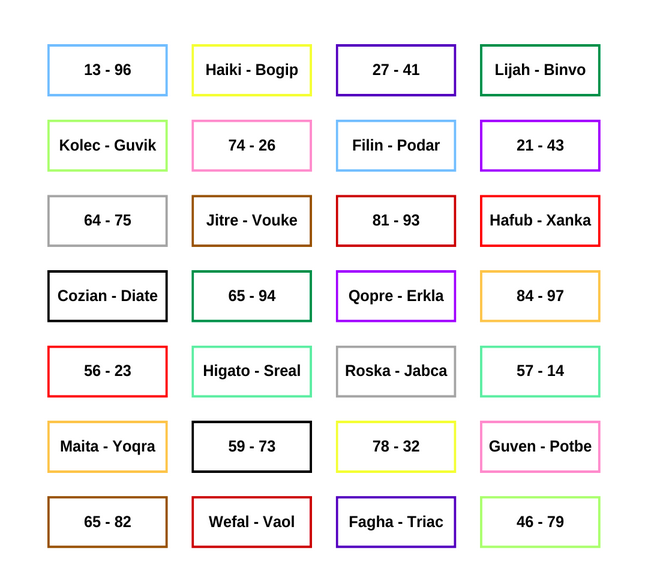 13 - 96
Haiki - Bogip
27 - 41
Lijah - Binvo
Kolec - Guvik
74 - 26
Filin - Podar
21 - 43
64 - 75
Jitre - Vouke
81 - 93
Hafub - Xanka
Cozian - Diate
65 - 94
Qopre - Erkla
84 - 97
56 - 23
Higato - Sreal
Roska - Jabca
57 - 14
Maita - Yoqra
59 - 73
78 - 32
Guven - Potbe
65 - 82
Wefal - Vaol
Fagha - Triac
46 - 79